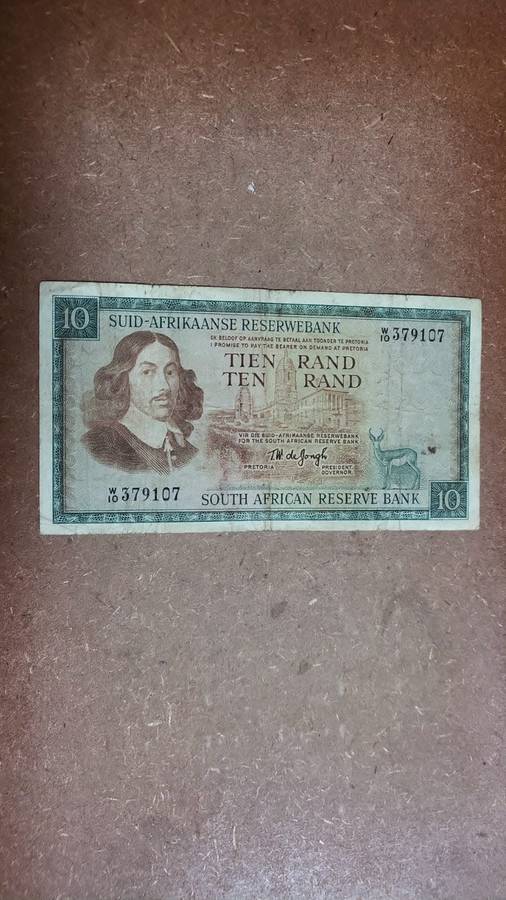 10
SUID-AFRIKAANSE RESERWEBANK
W/10 379107
EK BELOOF OP AANVRAAG TE BETAAL AAN TOONDER TE PRETORIA
I PROMISE TO PAY THE BEARER ON DEMAND AT PRETORIA
TIEN RAND
TEN RAND
VIR DIE SUID-AFRIKAANSE RESERWEBANK
FOR THE SOUTH AFRICAN RESERVE BANK
T.W. de Jongh
PRETORIA PRESIDENT
GOVERNOR
W/10 379107
SOUTH AFRICAN RESERVE BANK
10